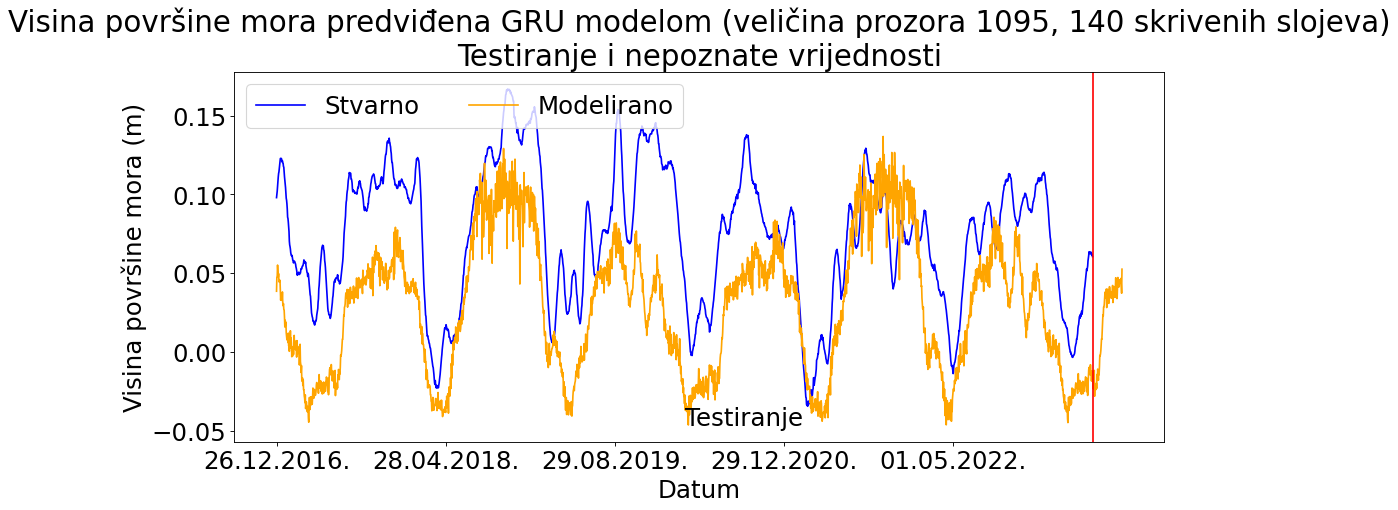 Visina površine mora predviđena GRU modelom (veličina prozora 1095, 140 skrivenih slojeva)
Testiranje i nepoznate vrijednosti
Stvarno
Modelirano
Visina površine mora (m)
0.15
0.10
0.05
0.00
−0.05
Testiranje
26.12.2016.
28.04.2018.
29.08.2019.
29.12.2020.
01.05.2022.
Datum